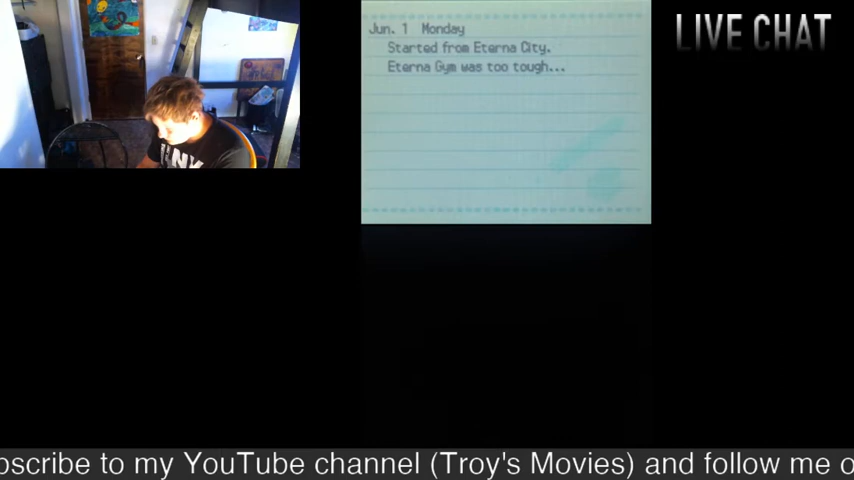 LIVE CHAT
Jun. 1 Monday
Started from Eterna City.
Eterna Gym was too tough...
NY
bscribe to my YouTube channel (Troy's Movies) and follow me o